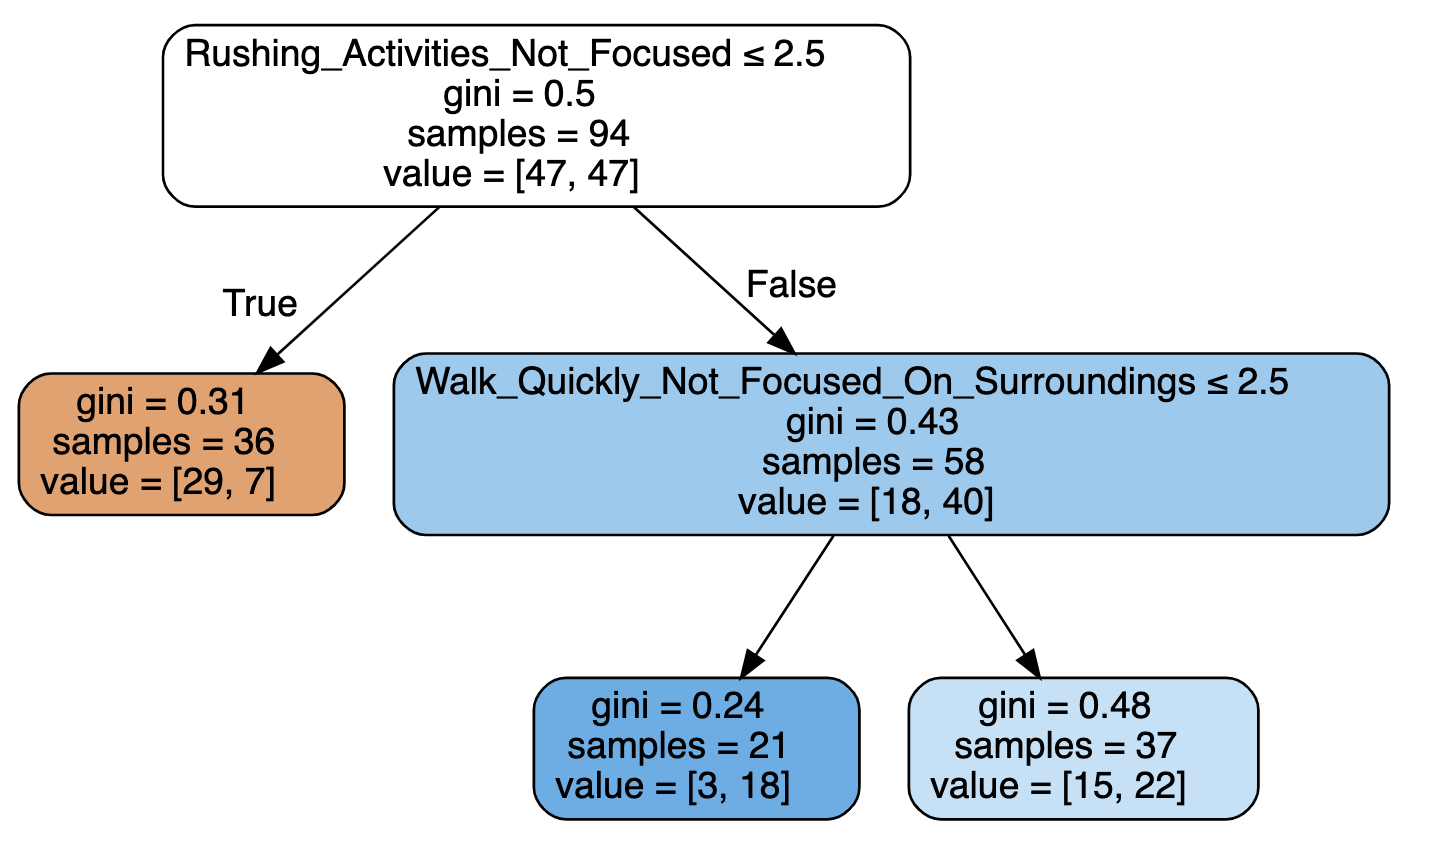 Rushing_Activities_Not_Focused ≤ 2.5
gini = 0.5
samples = 94
value = [47, 47]
True
False
gini = 0.31
samples = 36
value = [29, 7]
Walk_Quickly_Not_Focused_On_Surroundings ≤ 2.5
gini = 0.43
samples = 58
value = [18, 40]
gini = 0.24
samples = 21
value = [3, 18]
gini = 0.48
samples = 37
value = [15, 22]